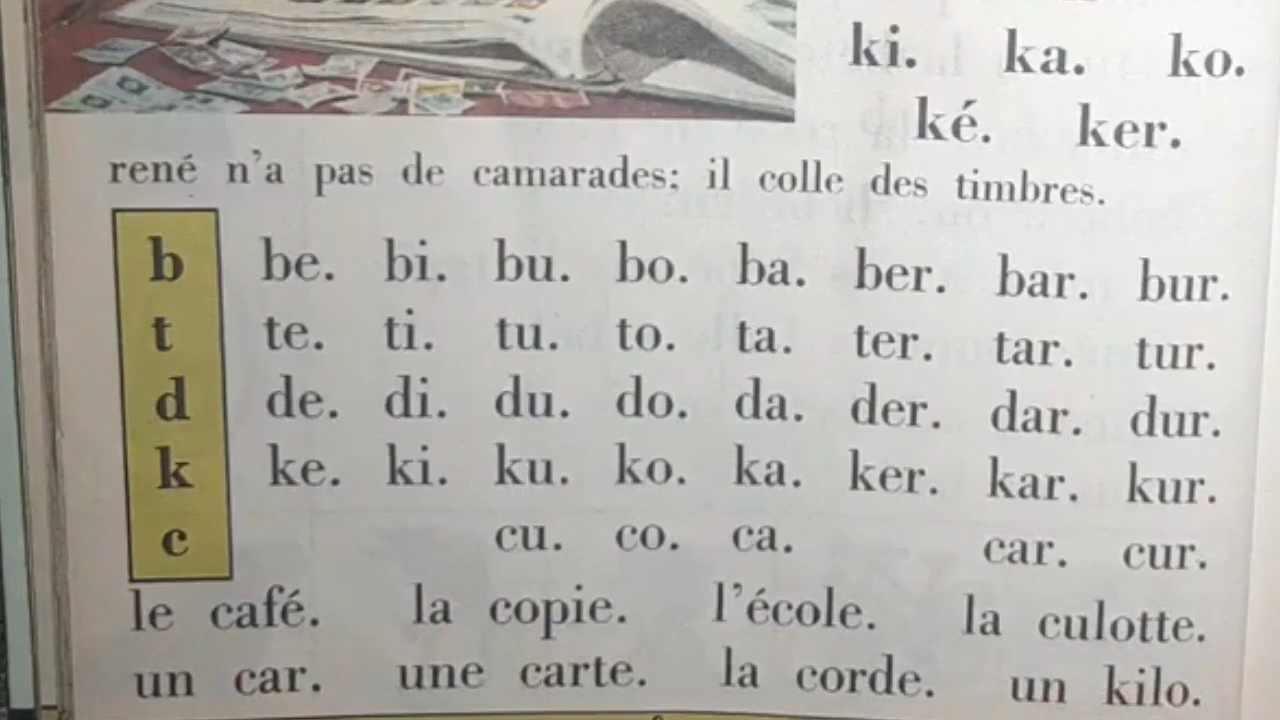 ki. ka. ko.
ké. ker.
rené n'a pas de camarades; il colle des timbres.
b be. bi. bu. bo. ba. ber. bar. bur.
t te. ti. tu. to. ta. ter. tar. tur.
d de. di. du. do. da. der. dar. dur.
k ke. ki. ku. ko. ka. ker. kar. kur.
c cu. co. ca. car. cur.
le café. la copie. l'école. la culotte.
un car. une carte. la corde. un kilo.